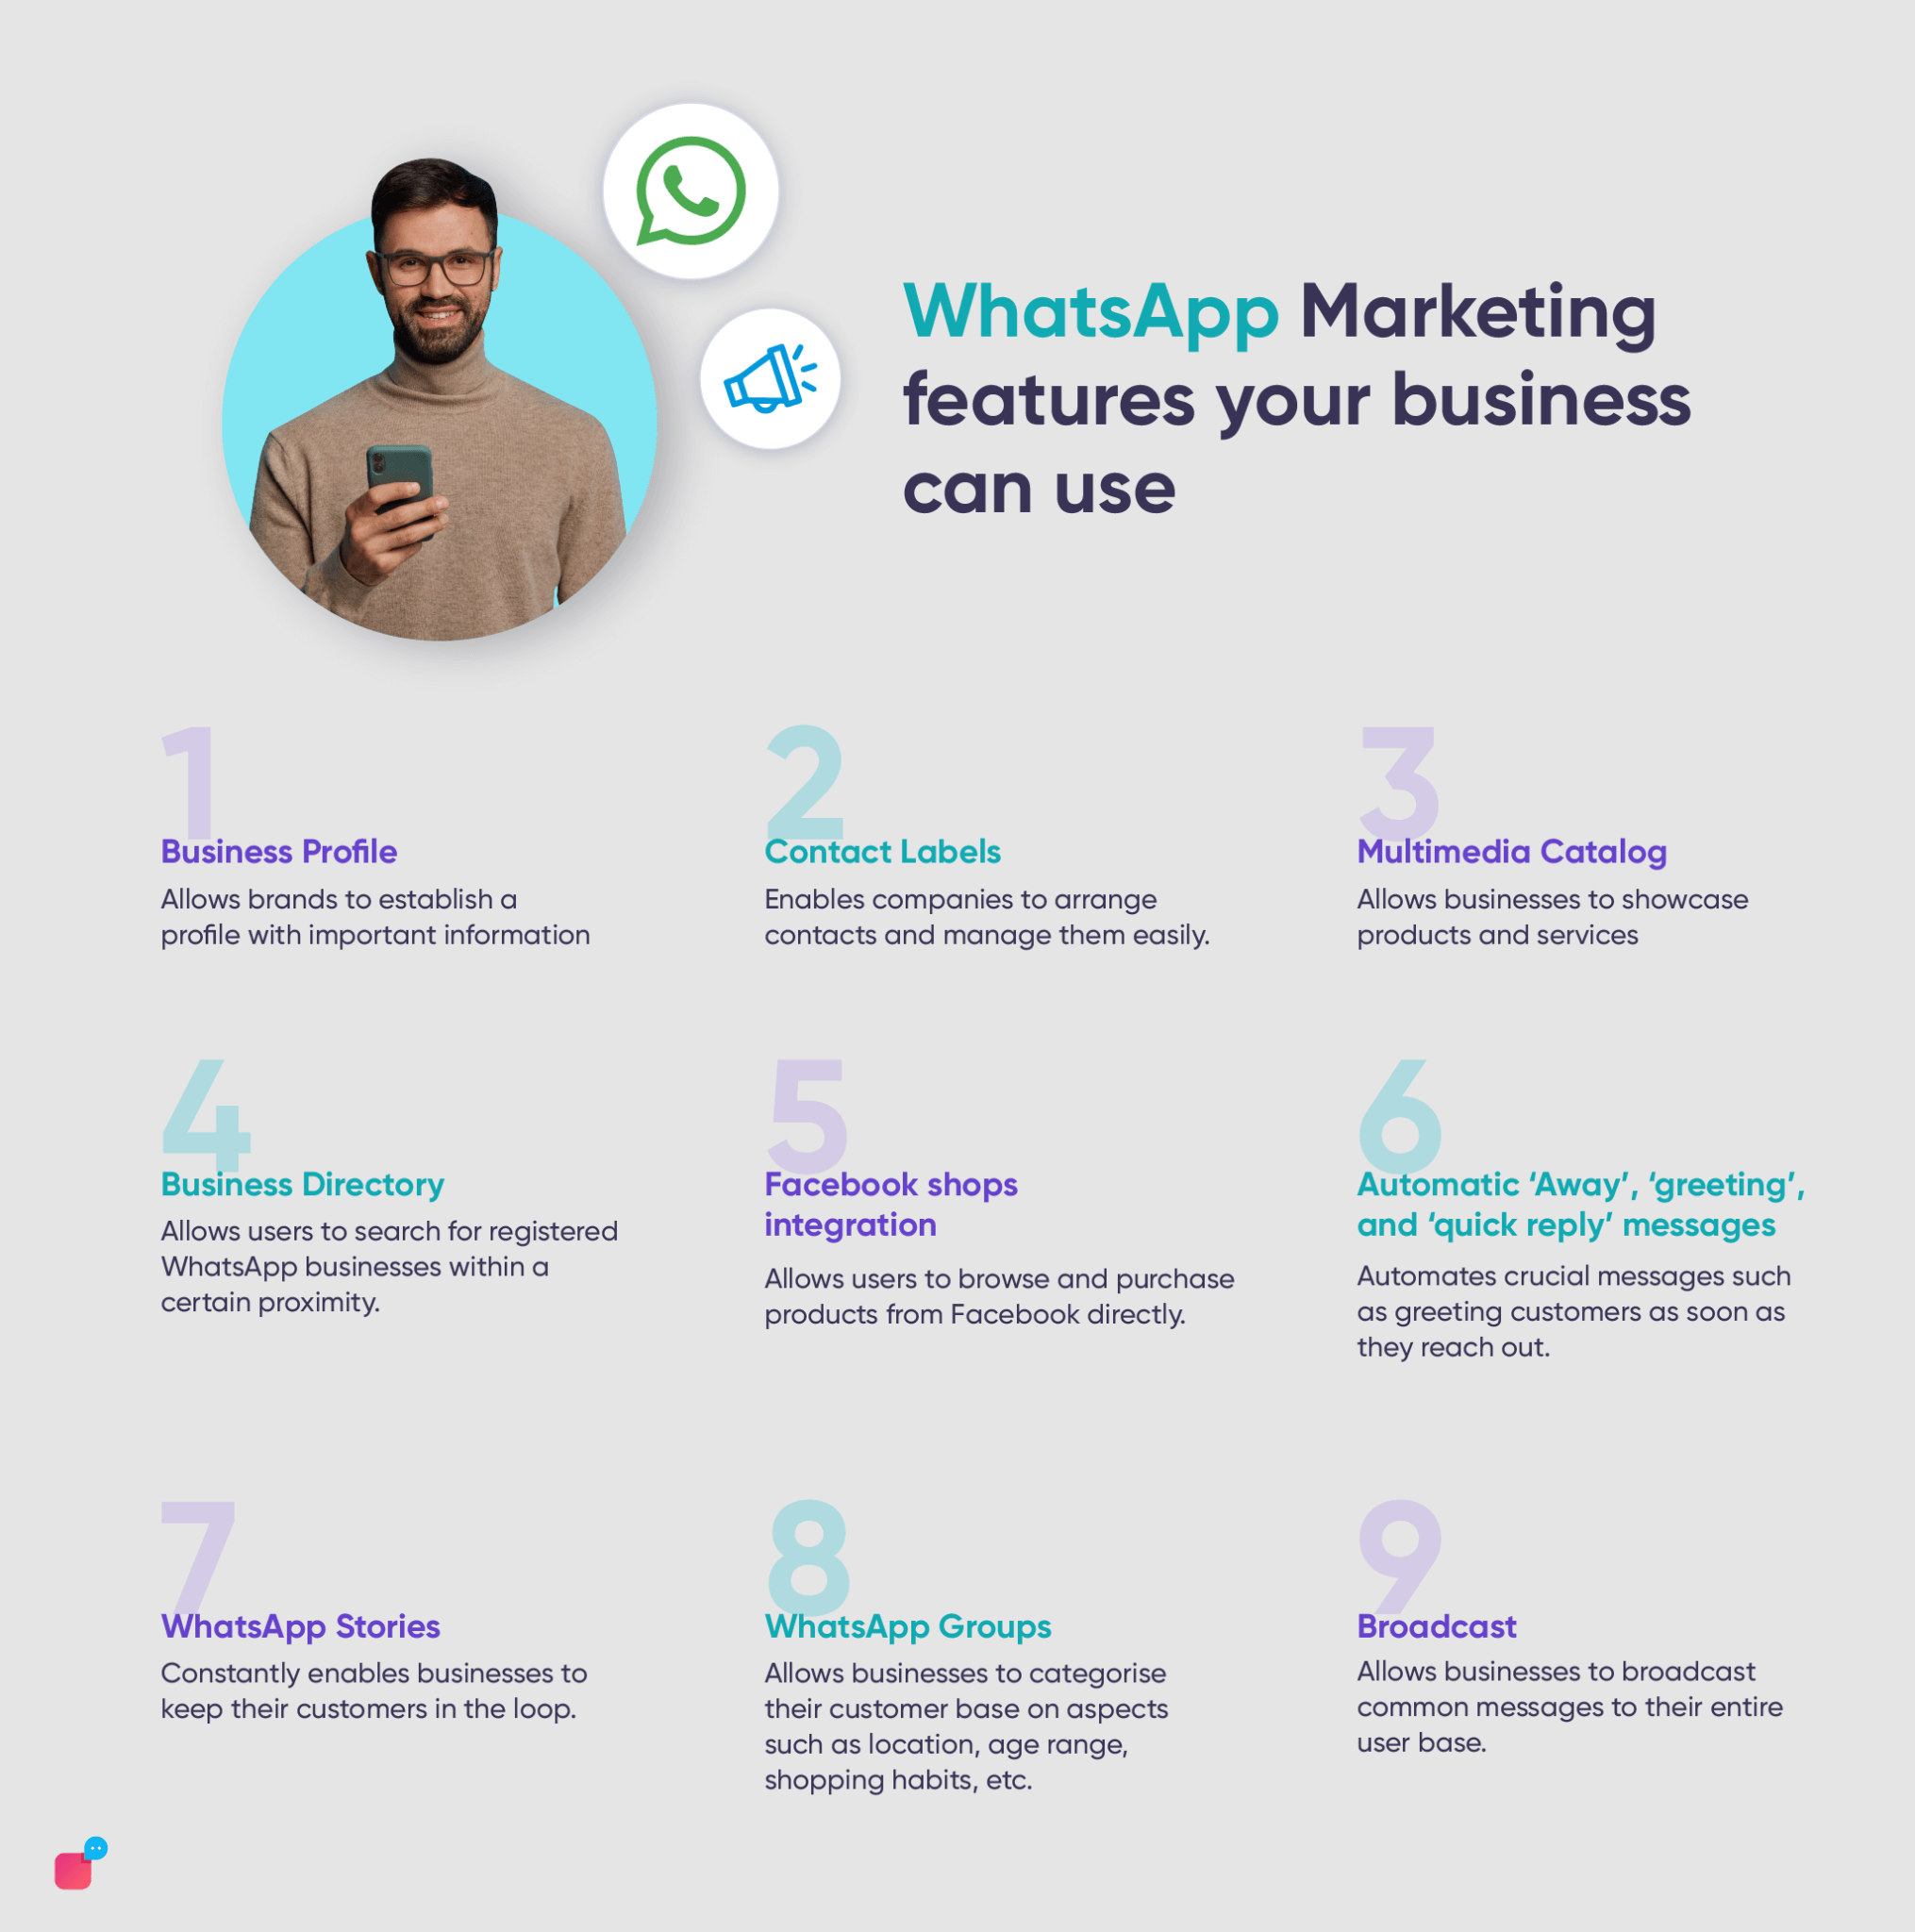 WhatsApp Marketing
features your business
can use
1
Business Profile
Allows brands to establish a
profile with important information
2
Contact Labels
Enables companies to arrange
contacts and manage them easily.
3
Multimedia Catalog
Allows businesses to showcase
products and services
4
Business Directory
Allows users to search for registered
WhatsApp businesses within a
certain proximity.
5
Facebook shops
integration
Allows users to browse and purchase
products from Facebook directly.
6
Automatic ‘Away’, ‘greeting’,
and ‘quick reply’ messages
Automates crucial messages such
as greeting customers as soon as
they reach out.
7
WhatsApp Stories
Constantly enables businesses to
keep their customers in the loop.
8
WhatsApp Groups
Allows businesses to categorise
their customer base on aspects
such as location, age range,
shopping habits, etc.
9
Broadcast
Allows businesses to broadcast
common messages to their entire
user base.